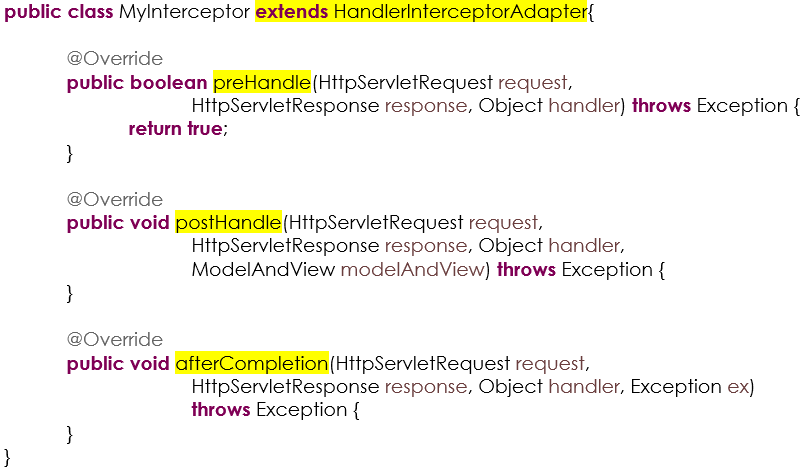 public class MyInterceptor extends HandlerInterceptorAdapter{
@Override
public boolean preHandle(HttpServletRequest request,
HttpServletResponse response, Object handler) throws Exception {
return true;
}
@Override
public void postHandle(HttpServletRequest request,
HttpServletResponse response, Object handler,
ModelAndView modelAndView) throws Exception {
}
@Override
public void afterCompletion(HttpServletRequest request,
HttpServletResponse response, Object handler, Exception ex)
throws Exception {
}
}